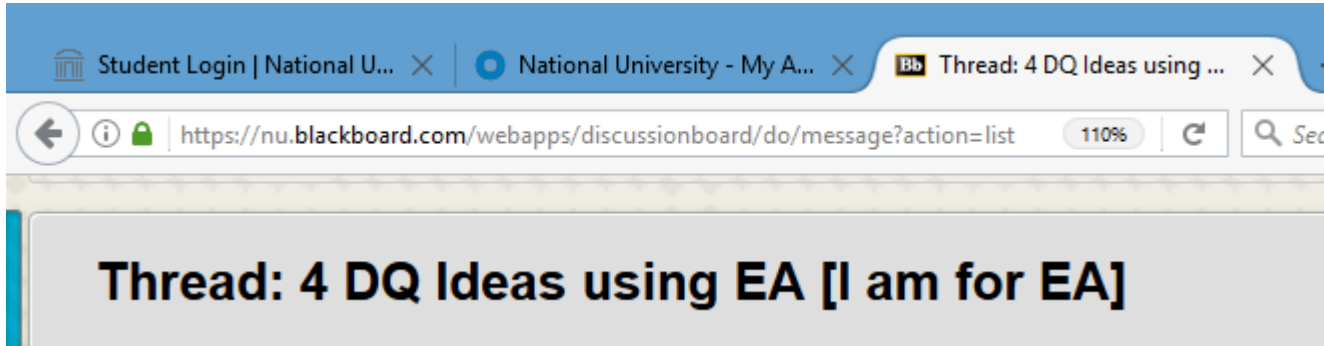 Student Login | National U... National University - My A... Bb Thread: 4 DQ Ideas using ...
https://nu.blackboard.com/webapps/discussionboard/do/message?action=list 110% Sea
Thread: 4 DQ Ideas using EA [I am for EA]